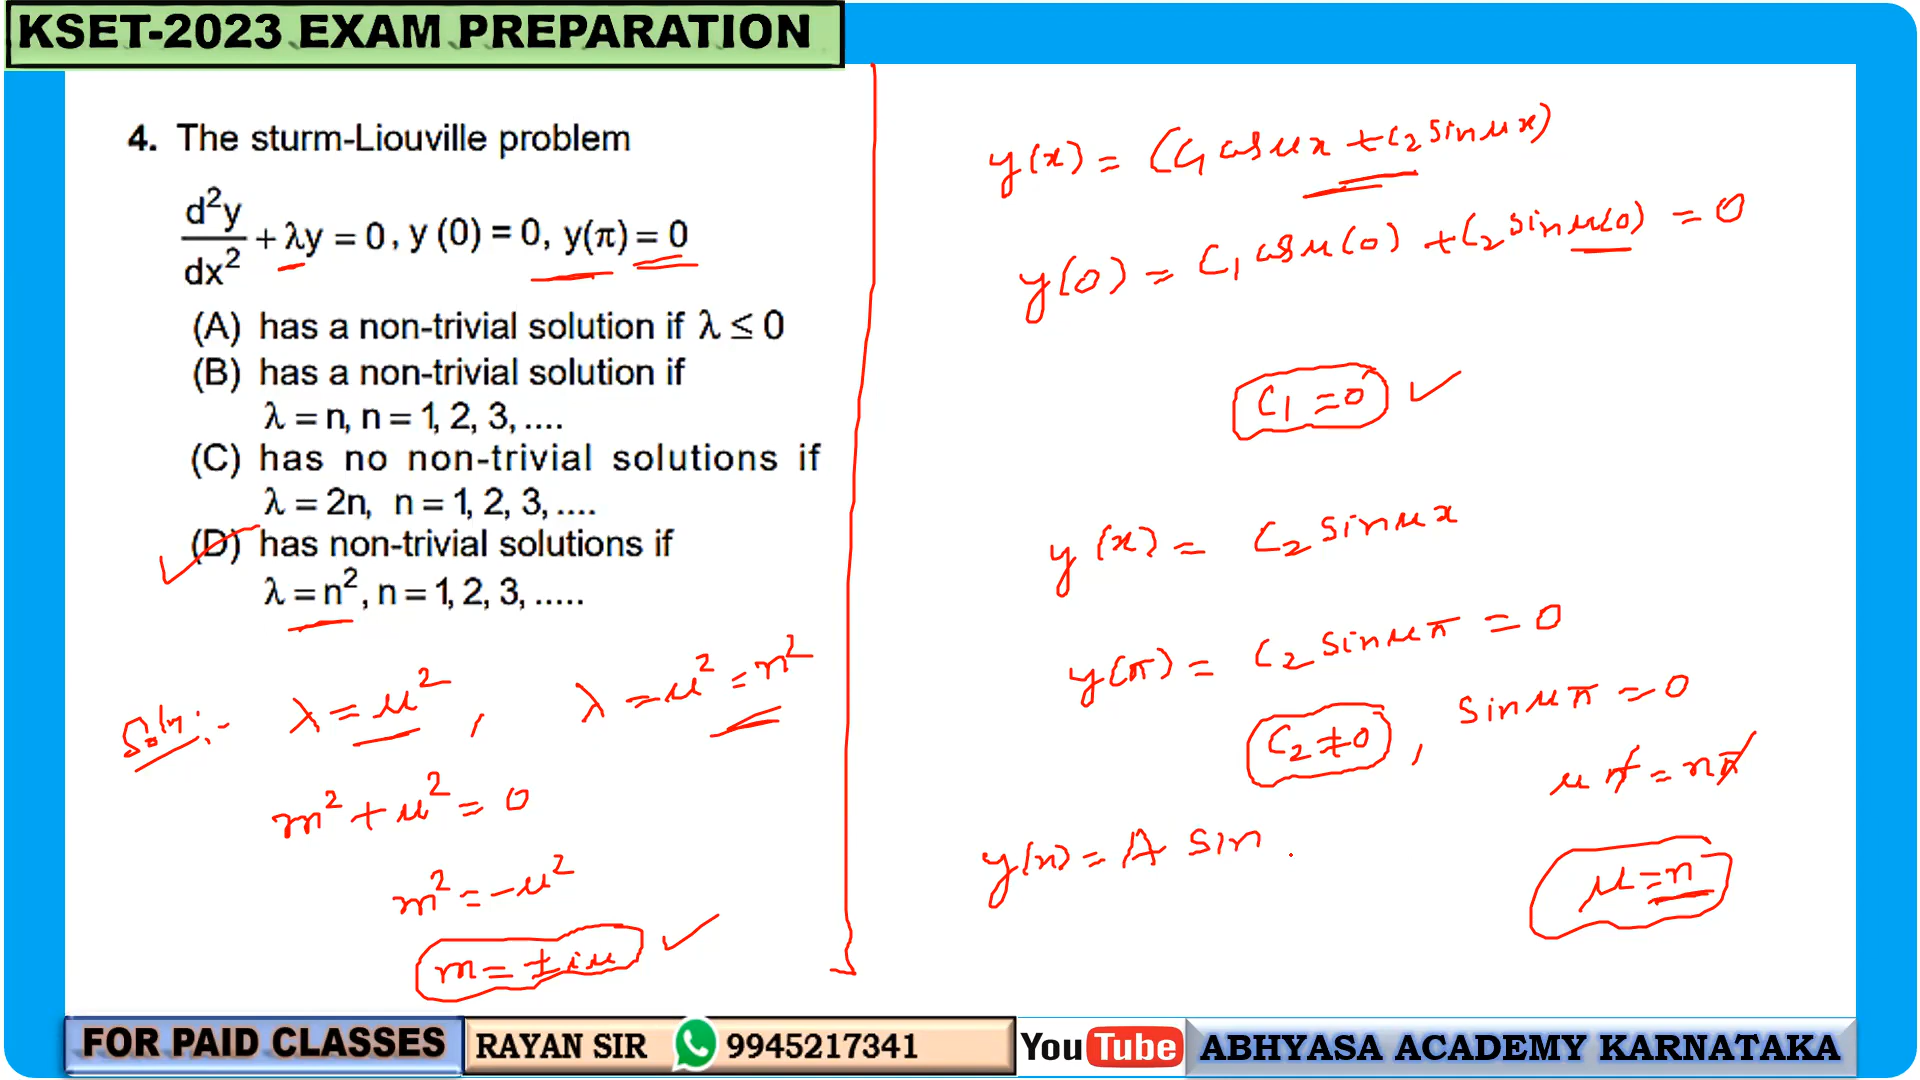 KSET-2023 EXAM PREPARATION
4. The sturm-Liouville problem
d²y/dx² + λy = 0, y (0) = 0, y(π) = 0
(A) has a non-trivial solution if λ ≤ 0
(B) has a non-trivial solution if
λ = n, n = 1, 2, 3, ....
(C) has no non-trivial solutions if
λ = 2n, n = 1, 2, 3, ....
(D) has non-trivial solutions if
λ = n², n = 1, 2, 3, .....
Soln:- λ = μ², λ = μ² = n²
m² + μ² = 0
m² = -μ²
m = ± iμ
y(x) = (C₁ cos μx + C₂ sin μx)
y(0) = C₁ cos μ(0) + C₂ sin μ(0) = 0
C₁ = 0
y(x) = C₂ sin μx
y(π) = C₂ sin μπ = 0
C₂ ≠ 0, sin μπ = 0
μπ = nπ
y(x) = A sin
μ = n
FOR PAID CLASSES RAYAN SIR 9945217341 YouTube ABHYASA ACADEMY KARNATAKA